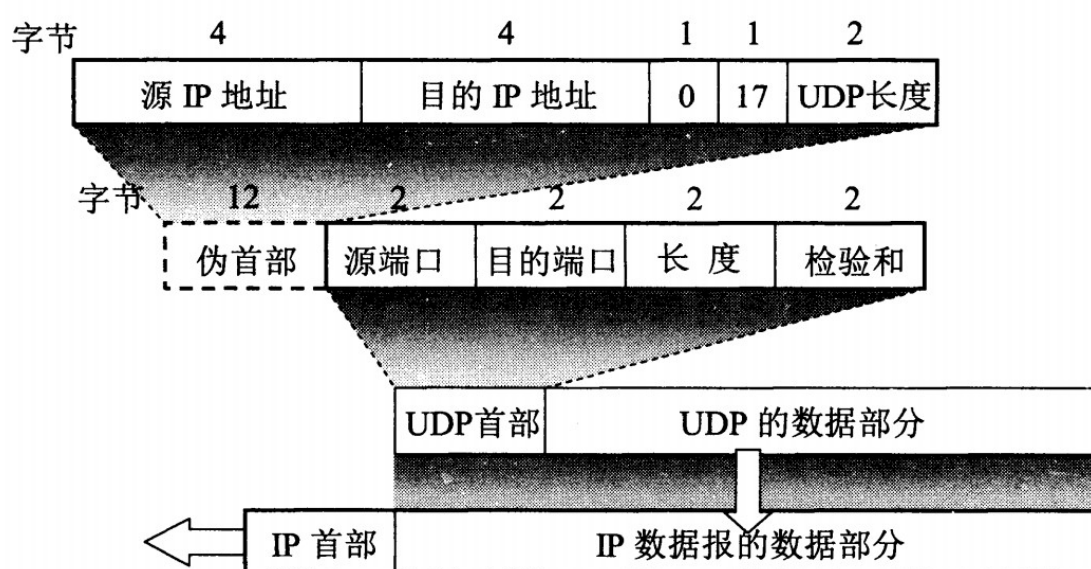 字节 4 4 1 1 2
源 IP 地址 目的 IP 地址 0 17 UDP长度
字节 12 2 2 2 2
伪首部 源端口 目的端口 长 度 检验和
UDP首部 UDP 的数据部分
IP 首部 IP 数据报的数据部分